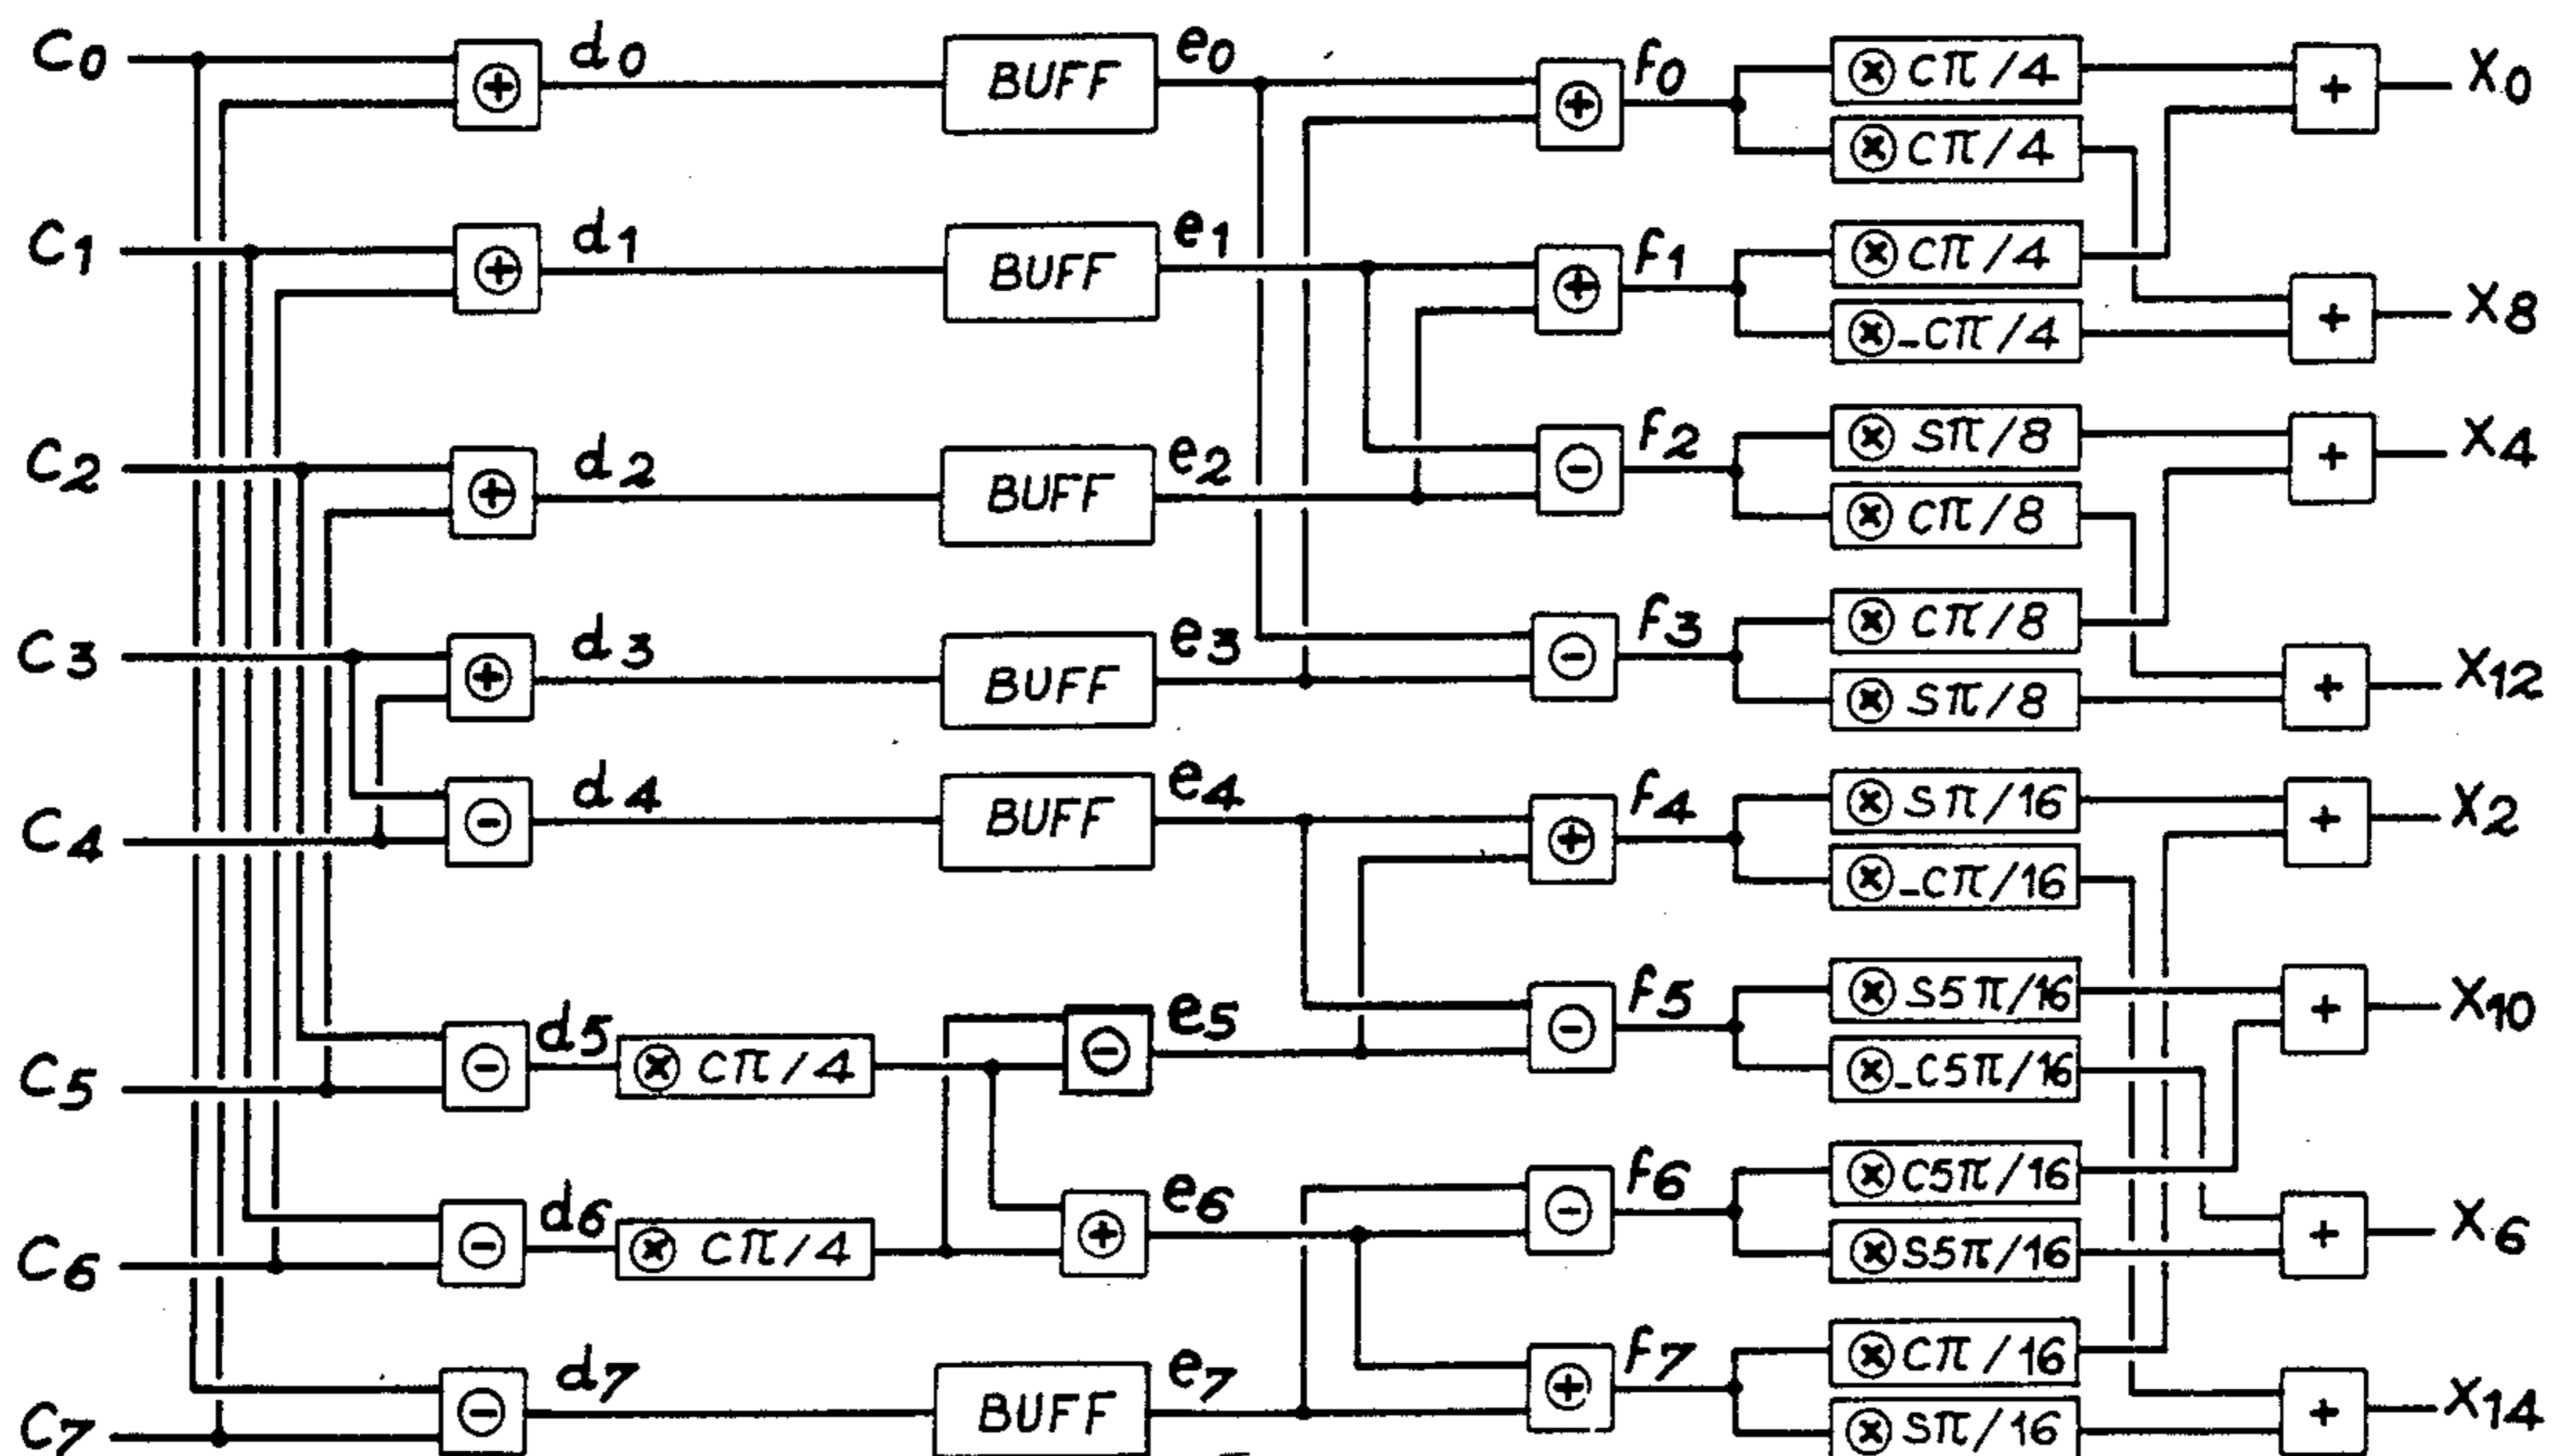 C0 ⊕ d0 BUFF e0 ⊕ f0 ⊗ cπ/4 + X0
⊗ cπ/4
C1 ⊕ d1 BUFF e1 ⊕ f1 ⊗ cπ/4
⊗ -cπ/4 + X8
C2 ⊕ d2 BUFF e2 ⊖ f2 ⊗ sπ/8 + X4
⊗ cπ/8
C3 ⊕ d3 BUFF e3 ⊖ f3 ⊗ cπ/8
⊗ sπ/8 + X12
C4 ⊖ d4 BUFF e4 ⊕ f4 ⊗ sπ/16 + X2
⊗ -cπ/16
C5 ⊖ d5 ⊗ cπ/4 ⊖ e5 ⊖ f5 ⊗ s5π/16 + X10
⊗ -c5π/16
C6 ⊖ d6 ⊗ cπ/4 ⊕ e6 ⊖ f6 ⊗ c5π/16
⊗ s5π/16 + X6
C7 ⊖ d7 BUFF e7 ⊕ f7 ⊗ cπ/16
⊗ sπ/16 + X14